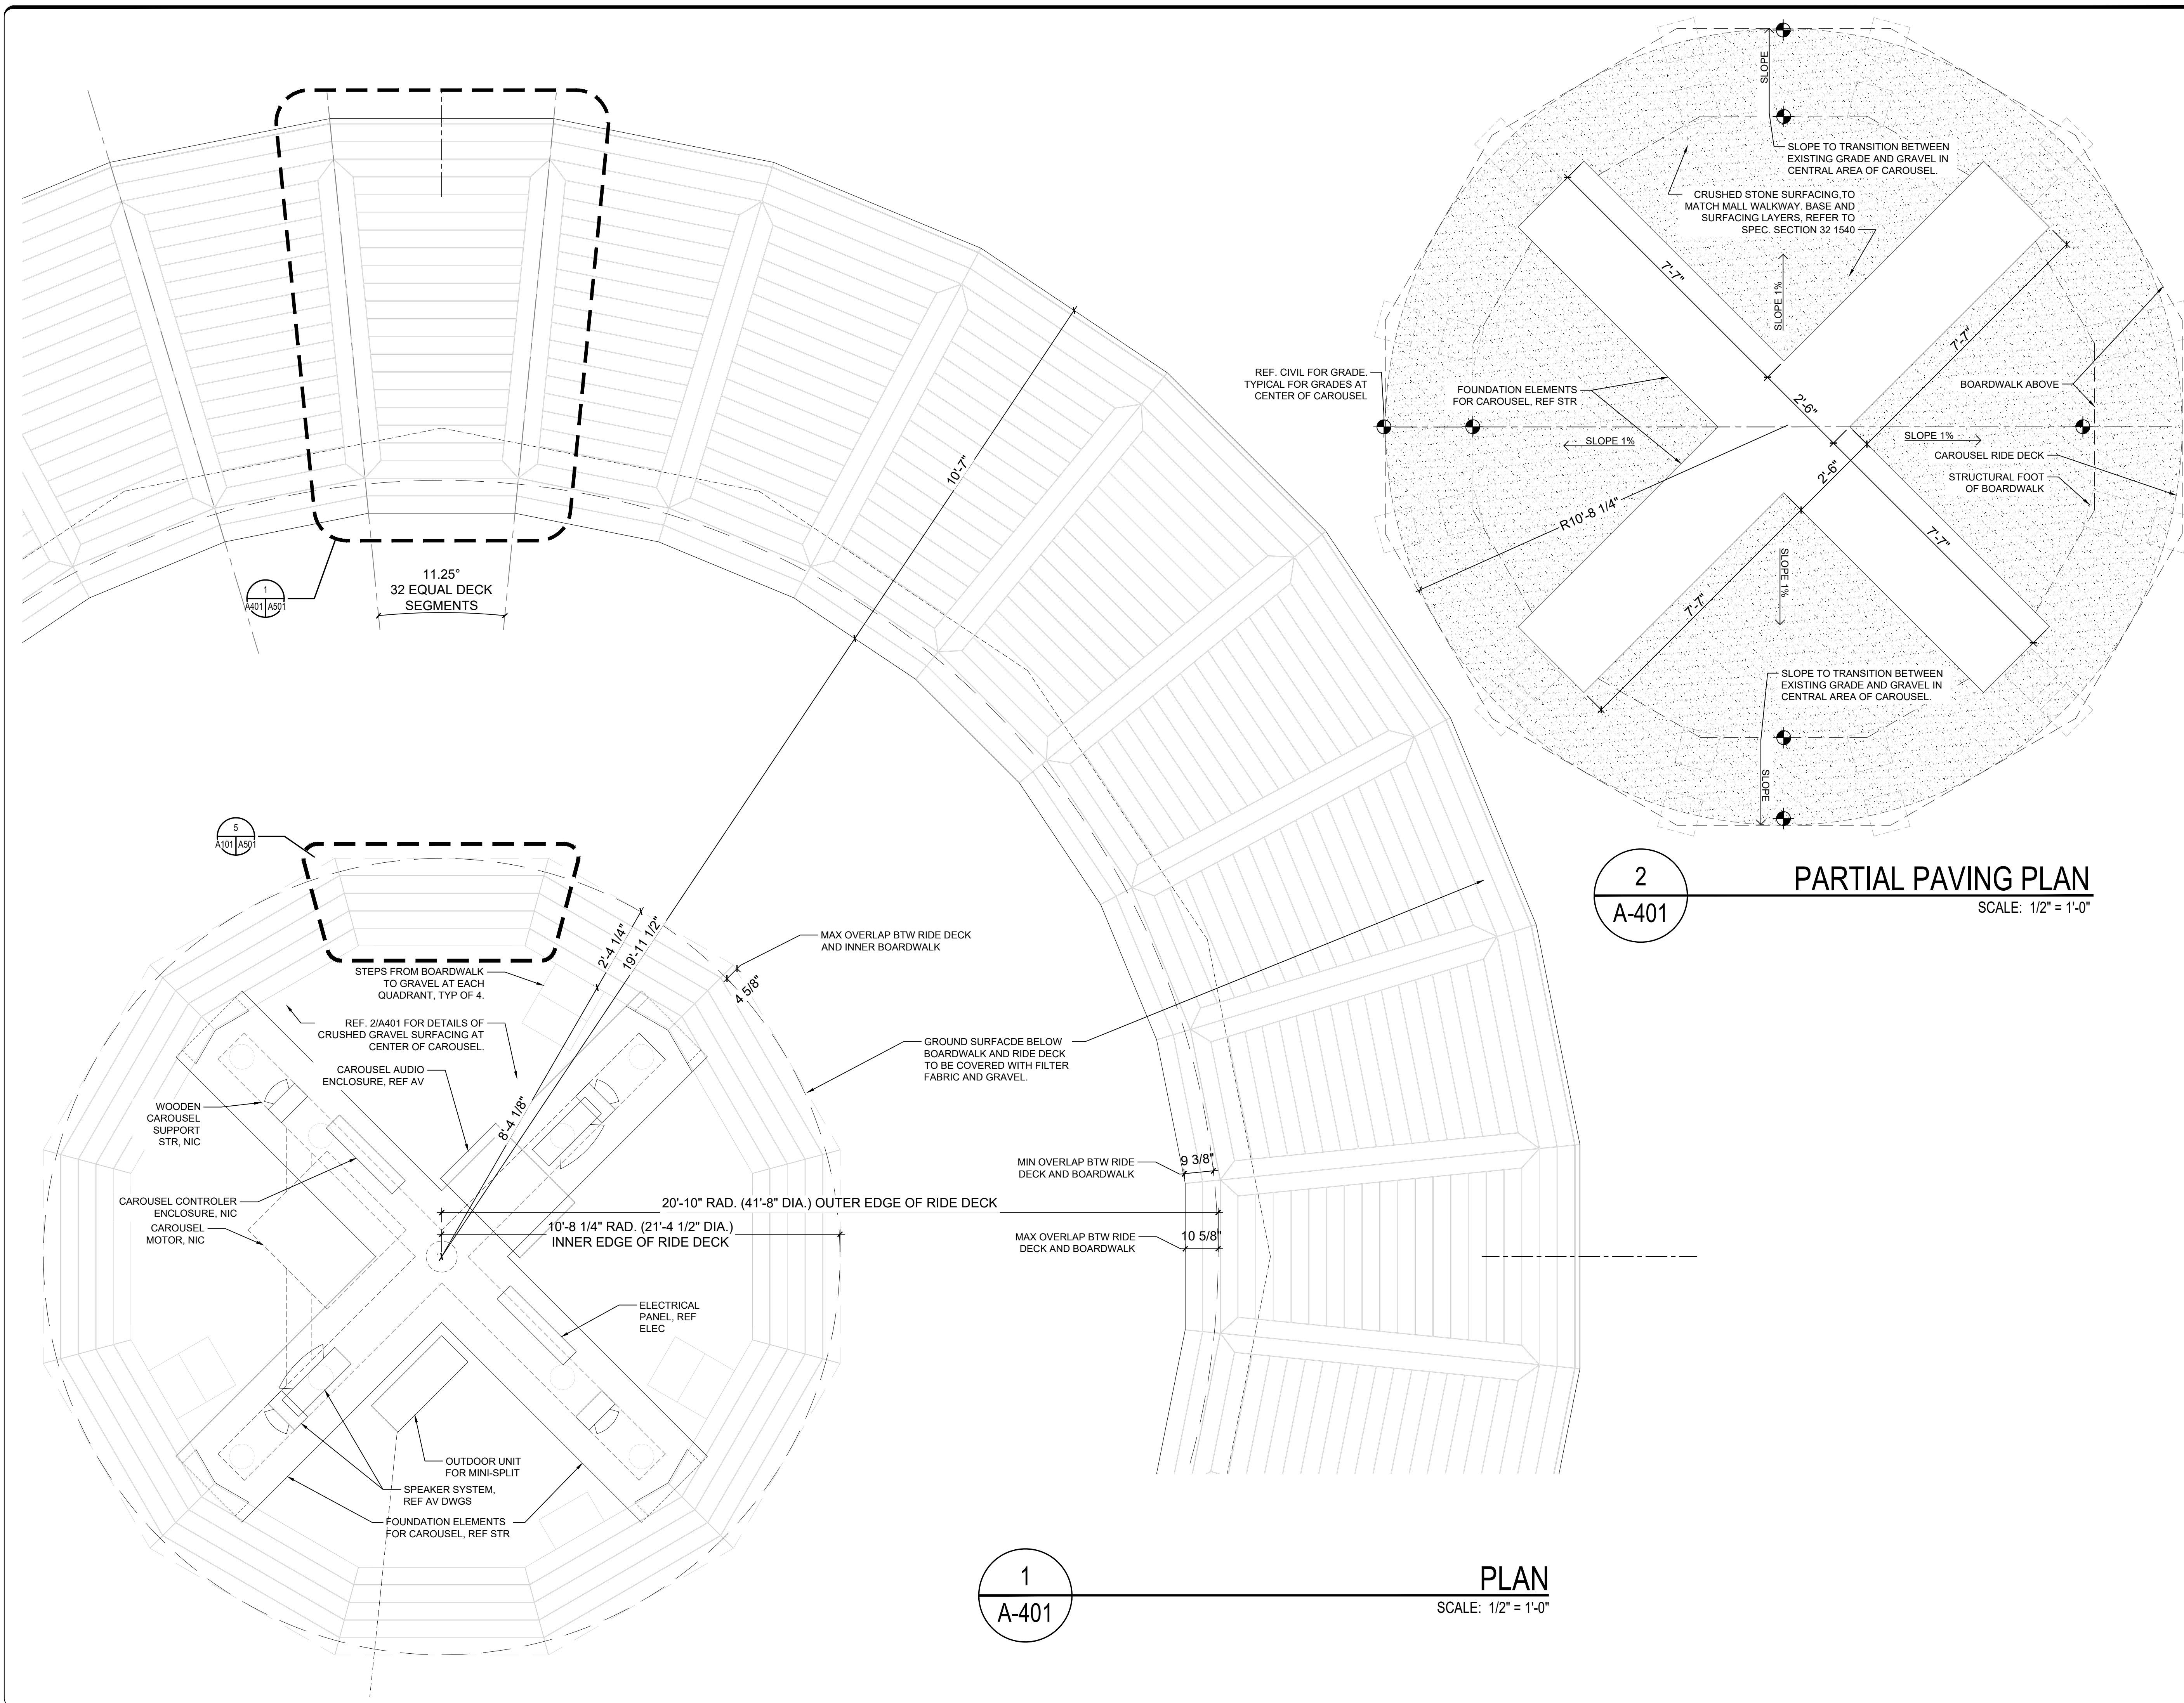 11.25°
32 EQUAL DECK
SEGMENTS
1
A401 A501
10'-7"
5
A101 A501
2'-4 1/4"
19'-11 1/2"
8'-4 1/8"
4 5/8"
MAX OVERLAP BTW RIDE DECK
AND INNER BOARDWALK
STEPS FROM BOARDWALK
TO GRAVEL AT EACH
QUADRANT, TYP OF 4.
REF. 2/A401 FOR DETAILS OF
CRUSHED GRAVEL SURFACING AT
CENTER OF CAROUSEL.
CAROUSEL AUDIO
ENCLOSURE, REF AV
WOODEN
CAROUSEL
SUPPORT
STR, NIC
CAROUSEL CONTROLER
ENCLOSURE, NIC
CAROUSEL
MOTOR, NIC
GROUND SURFACDE BELOW
BOARDWALK AND RIDE DECK
TO BE COVERED WITH FILTER
FABRIC AND GRAVEL.
MIN OVERLAP BTW RIDE
DECK AND BOARDWALK
9 3/8"
20'-10" RAD. (41'-8" DIA.) OUTER EDGE OF RIDE DECK
10'-8 1/4" RAD. (21'-4 1/2" DIA.)
INNER EDGE OF RIDE DECK
MAX OVERLAP BTW RIDE
DECK AND BOARDWALK
10 5/8"
ELECTRICAL
PANEL, REF
ELEC
OUTDOOR UNIT
FOR MINI-SPLIT
SPEAKER SYSTEM,
REF AV DWGS
FOUNDATION ELEMENTS
FOR CAROUSEL, REF STR
1
A-401
PLAN
SCALE: 1/2" = 1'-0"
SLOPE
SLOPE TO TRANSITION BETWEEN
EXISTING GRADE AND GRAVEL IN
CENTRAL AREA OF CAROUSEL.
CRUSHED STONE SURFACING,TO
MATCH MALL WALKWAY. BASE AND
SURFACING LAYERS, REFER TO
SPEC. SECTION 32 1540
7'-7"
SLOPE 1%
7'-7"
REF. CIVIL FOR GRADE.
TYPICAL FOR GRADES AT
CENTER OF CAROUSEL
FOUNDATION ELEMENTS
FOR CAROUSEL, REF STR
BOARDWALK ABOVE
2'-6"
SLOPE 1%
SLOPE 1%
CAROUSEL RIDE DECK
2'-6"
STRUCTURAL FOOT
OF BOARDWALK
R10'-8 1/4"
7'-7"
SLOPE 1%
7'-7"
SLOPE TO TRANSITION BETWEEN
EXISTING GRADE AND GRAVEL IN
CENTRAL AREA OF CAROUSEL.
SLOPE
2
A-401
PARTIAL PAVING PLAN
SCALE: 1/2" = 1'-0"